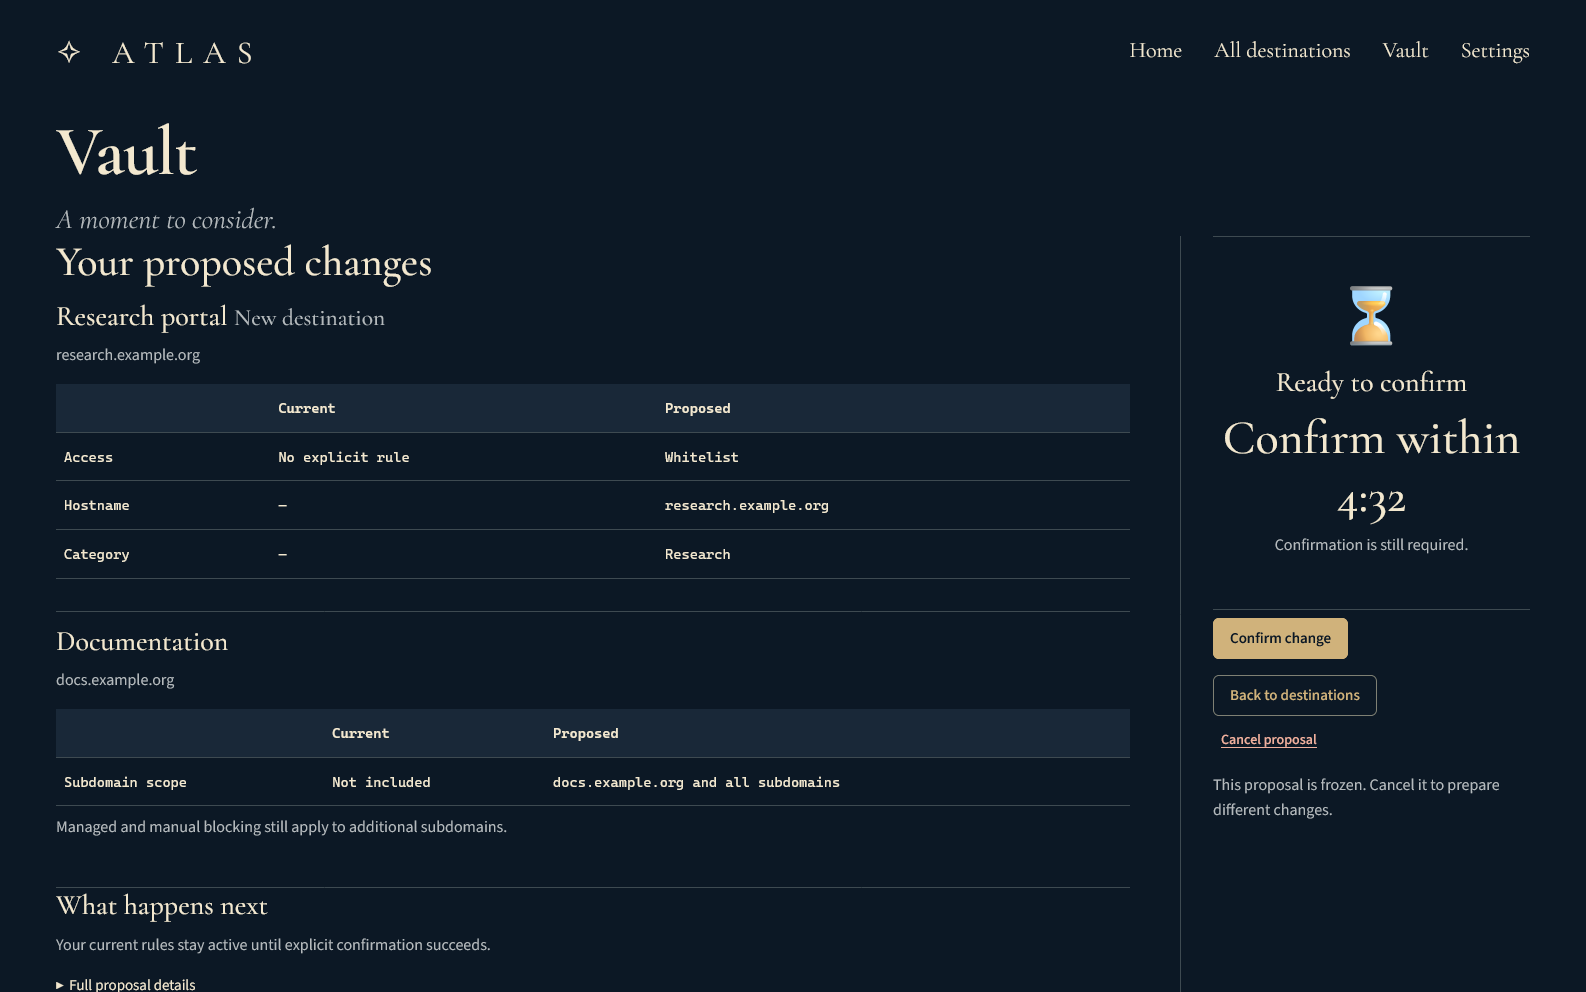 ✧ ATLAS
Home All destinations Vault Settings
Vault
A moment to consider.
Your proposed changes
Research portal New destination
research.example.org
Current Proposed
Access No explicit rule Whitelist
Hostname — research.example.org
Category — Research
Documentation
docs.example.org
Current Proposed
Subdomain scope Not included docs.example.org and all subdomains
Managed and manual blocking still apply to additional subdomains.
What happens next
Your current rules stay active until explicit confirmation succeeds.
▸ Full proposal details
Ready to confirm
Confirm within
4:32
Confirmation is still required.
Confirm change
Back to destinations
Cancel proposal
This proposal is frozen. Cancel it to prepare
different changes.